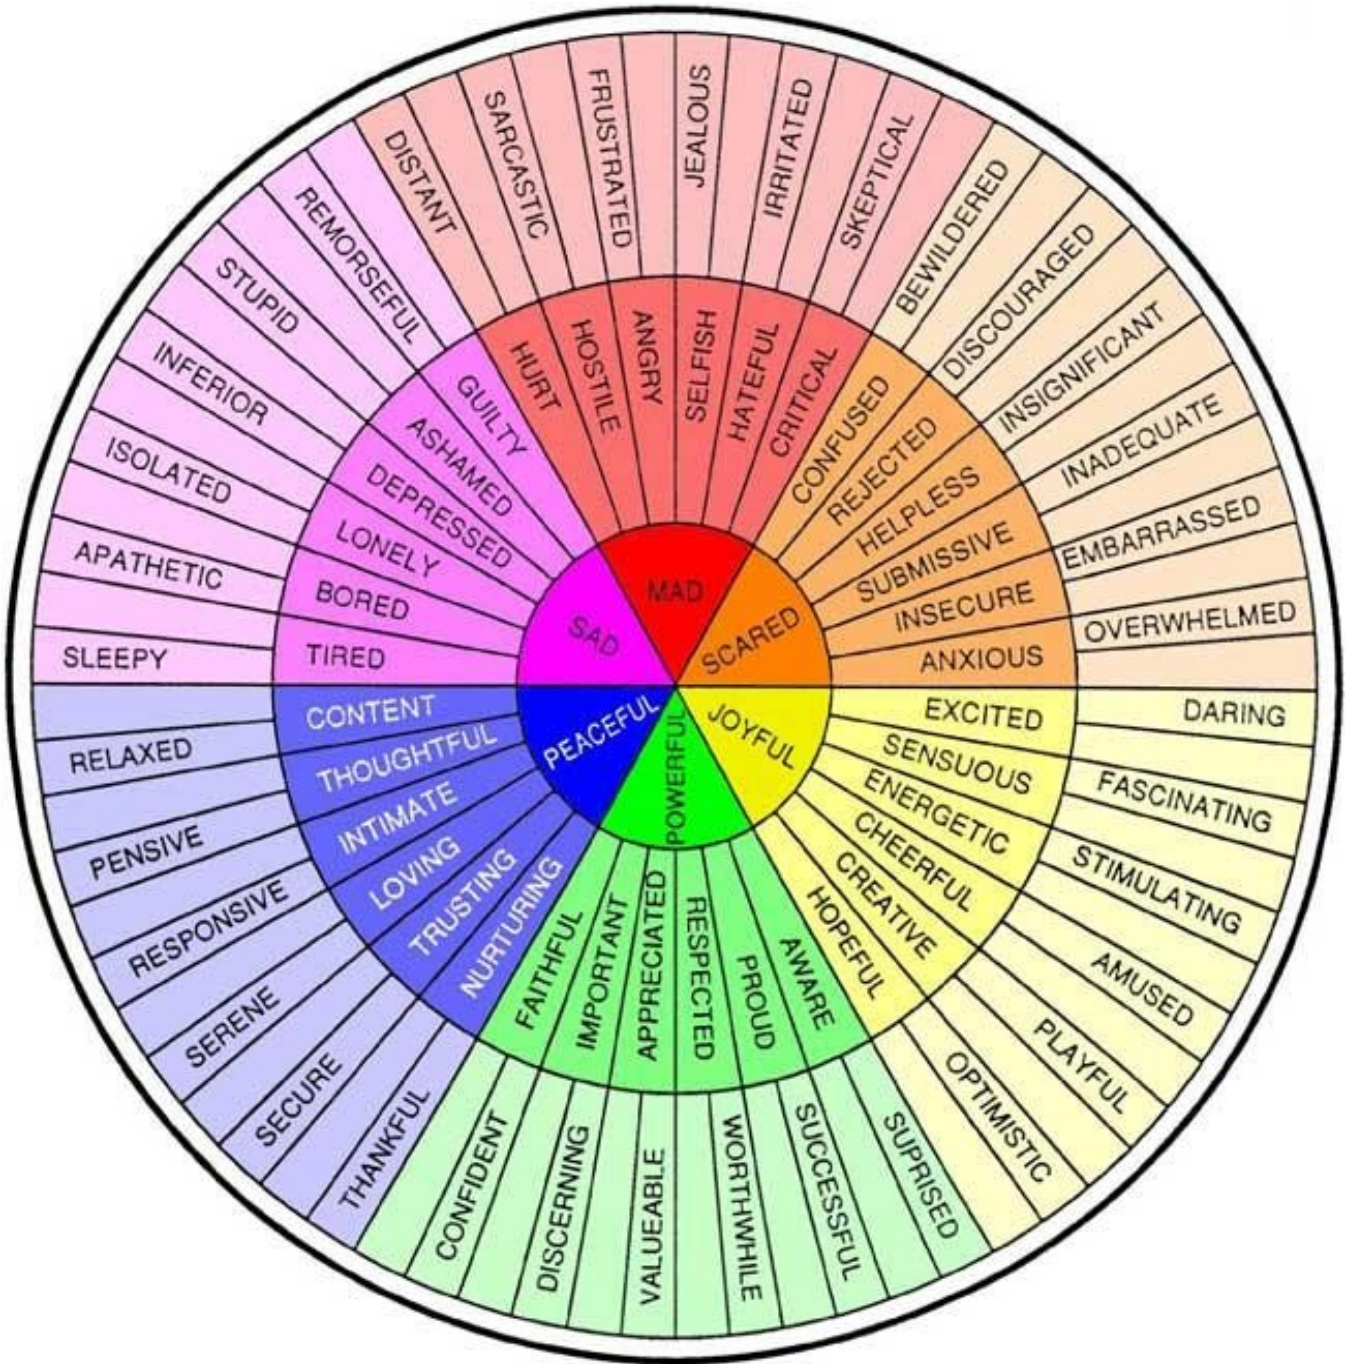 MAD
SCARED
JOYFUL
POWERFUL
PEACEFUL
SAD
HURT
HOSTILE
ANGRY
SELFISH
HATEFUL
CRITICAL
CONFUSED
REJECTED
HELPLESS
SUBMISSIVE
INSECURE
ANXIOUS
EXCITED
SENSUOUS
ENERGETIC
CHEERFUL
CREATIVE
HOPEFUL
AWARE
PROUD
RESPECTED
APPRECIATED
IMPORTANT
FAITHFUL
NURTURING
TRUSTING
LOVING
INTIMATE
THOUGHTFUL
CONTENT
TIRED
BORED
LONELY
DEPRESSED
ASHAMED
GUILTY
DISTANT
SARCASTIC
FRUSTRATED
JEALOUS
IRRITATED
SKEPTICAL
BEWILDERED
DISCOURAGED
INSIGNIFICANT
INADEQUATE
EMBARRASSED
OVERWHELMED
DARING
FASCINATING
STIMULATING
AMUSED
PLAYFUL
OPTIMISTIC
SUPRISED
SUCCESSFUL
WORTHWHILE
VALUEABLE
DISCERNING
CONFIDENT
THANKFUL
SECURE
SERENE
RESPONSIVE
PENSIVE
RELAXED
SLEEPY
APATHETIC
ISOLATED
INFERIOR
STUPID
REMORSEFUL